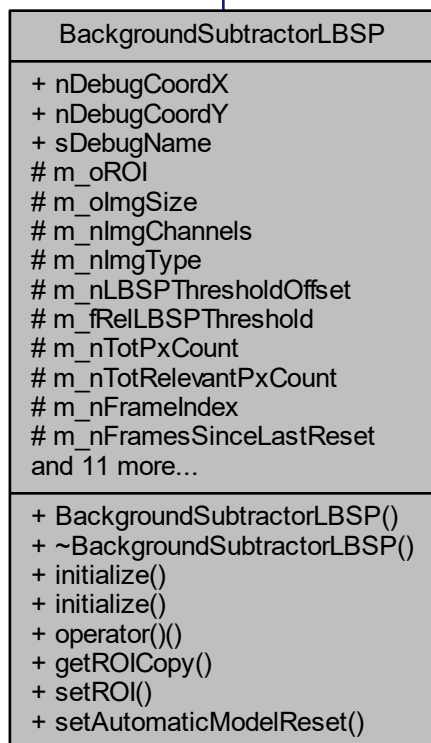 BackgroundSubtractorLBSP
+ nDebugCoordX
+ nDebugCoordY
+ sDebugName
# m_oROI
# m_oImgSize
# m_nImgChannels
# m_nImgType
# m_nLBSPThresholdOffset
# m_fRelLBSPThreshold
# m_nTotPxCount
# m_nTotRelevantPxCount
# m_nFrameIndex
# m_nFramesSinceLastReset
and 11 more...
+ BackgroundSubtractorLBSP()
+ ~BackgroundSubtractorLBSP()
+ initialize()
+ initialize()
+ operator()()
+ getROICopy()
+ setROI()
+ setAutomaticModelReset()